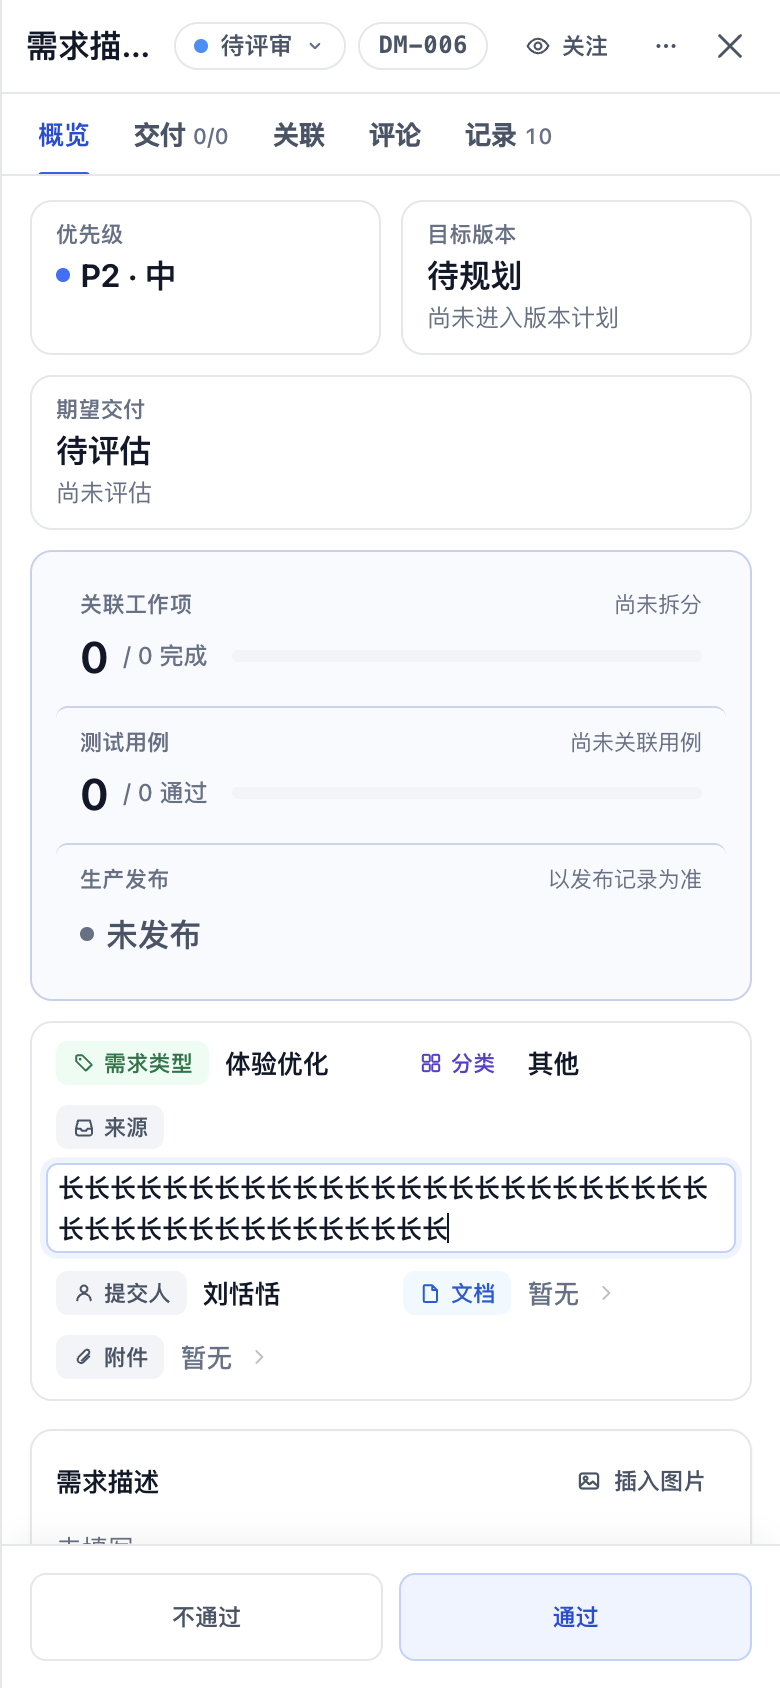 需求描...
待评审
DM-006
关注
概览
交付 0/0
关联
评论
记录 10
优先级
P2 · 中
目标版本
待规划
尚未进入版本计划
期望交付
待评估
尚未评估
关联工作项
尚未拆分
0 / 0 完成
测试用例
尚未关联用例
0 / 0 通过
生产发布
以发布记录为准
未发布
需求类型 体验优化
分类 其他
来源
长长长长长长长长长长长长长长长长长长长长长长长长长
长长长长长长长长长长长长长长长
提交人 刘恬恬
文档 暂无
附件 暂无
需求描述
插入图片
不通过
通过